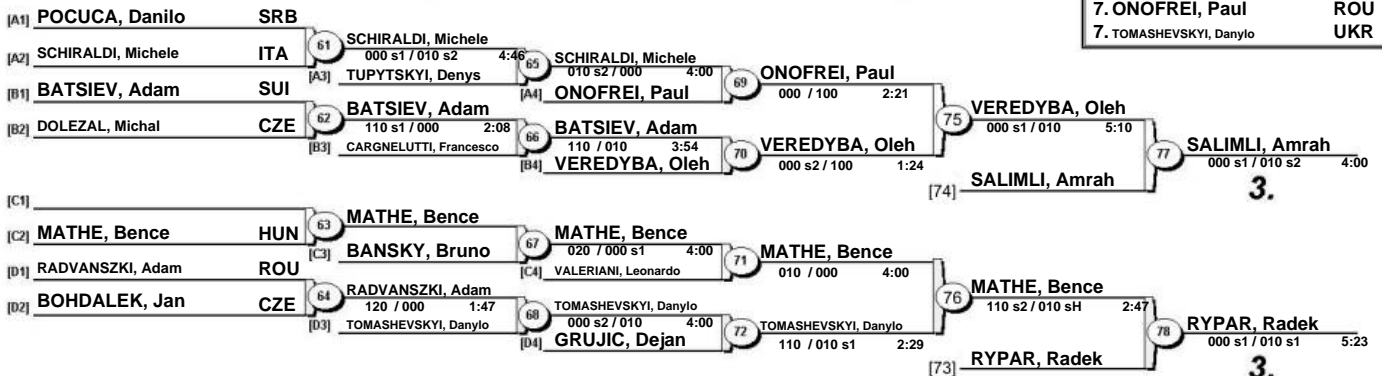 7. ONOFREI, Paul ROU
7. TOMASHEVSKYI, Danylo UKR
[A1] POCUCA, Danilo SRB
[A2] SCHIRALDI, Michele ITA
61
SCHIRALDI, Michele
000 s1 / 010 s2 4:46
[A3] TUPYTSKYI, Denys
65
SCHIRALDI, Michele
010 s2 / 000 4:00
[A4] ONOFREI, Paul
69
ONOFREI, Paul
000 / 100 2:21
[B1] BATSIEV, Adam SUI
[B2] DOLEZAL, Michal CZE
62
BATSIEV, Adam
110 s1 / 000 2:08
[B3] CARGNELUTTI, Francesco
66
BATSIEV, Adam
110 / 010 3:54
[B4] VEREDYBA, Oleh
70
VEREDYBA, Oleh
000 s2 / 100 1:24
75
VEREDYBA, Oleh
000 s1 / 010 5:10
[74] SALIMLI, Amrah
77
SALIMLI, Amrah
000 s1 / 010 s2 4:00
3.
[C1]
[C2] MATHE, Bence HUN
63
MATHE, Bence
[C3] BANSKY, Bruno
67
MATHE, Bence
020 / 000 s1 4:00
[C4] VALERIANI, Leonardo
71
MATHE, Bence
010 / 000 4:00
[D1] RADVANSZKI, Adam ROU
[D2] BOHDALEK, Jan CZE
64
RADVANSZKI, Adam
120 / 000 1:47
[D3] TOMASHEVSKYI, Danylo
68
TOMASHEVSKYI, Danylo
000 s2 / 010 4:00
[D4] GRUJIC, Dejan
72
TOMASHEVSKYI, Danylo
110 / 010 s1 2:29
76
MATHE, Bence
110 s2 / 010 sH 2:47
[73] RYPAR, Radek
78
RYPAR, Radek
000 s1 / 010 s1 5:23
3.